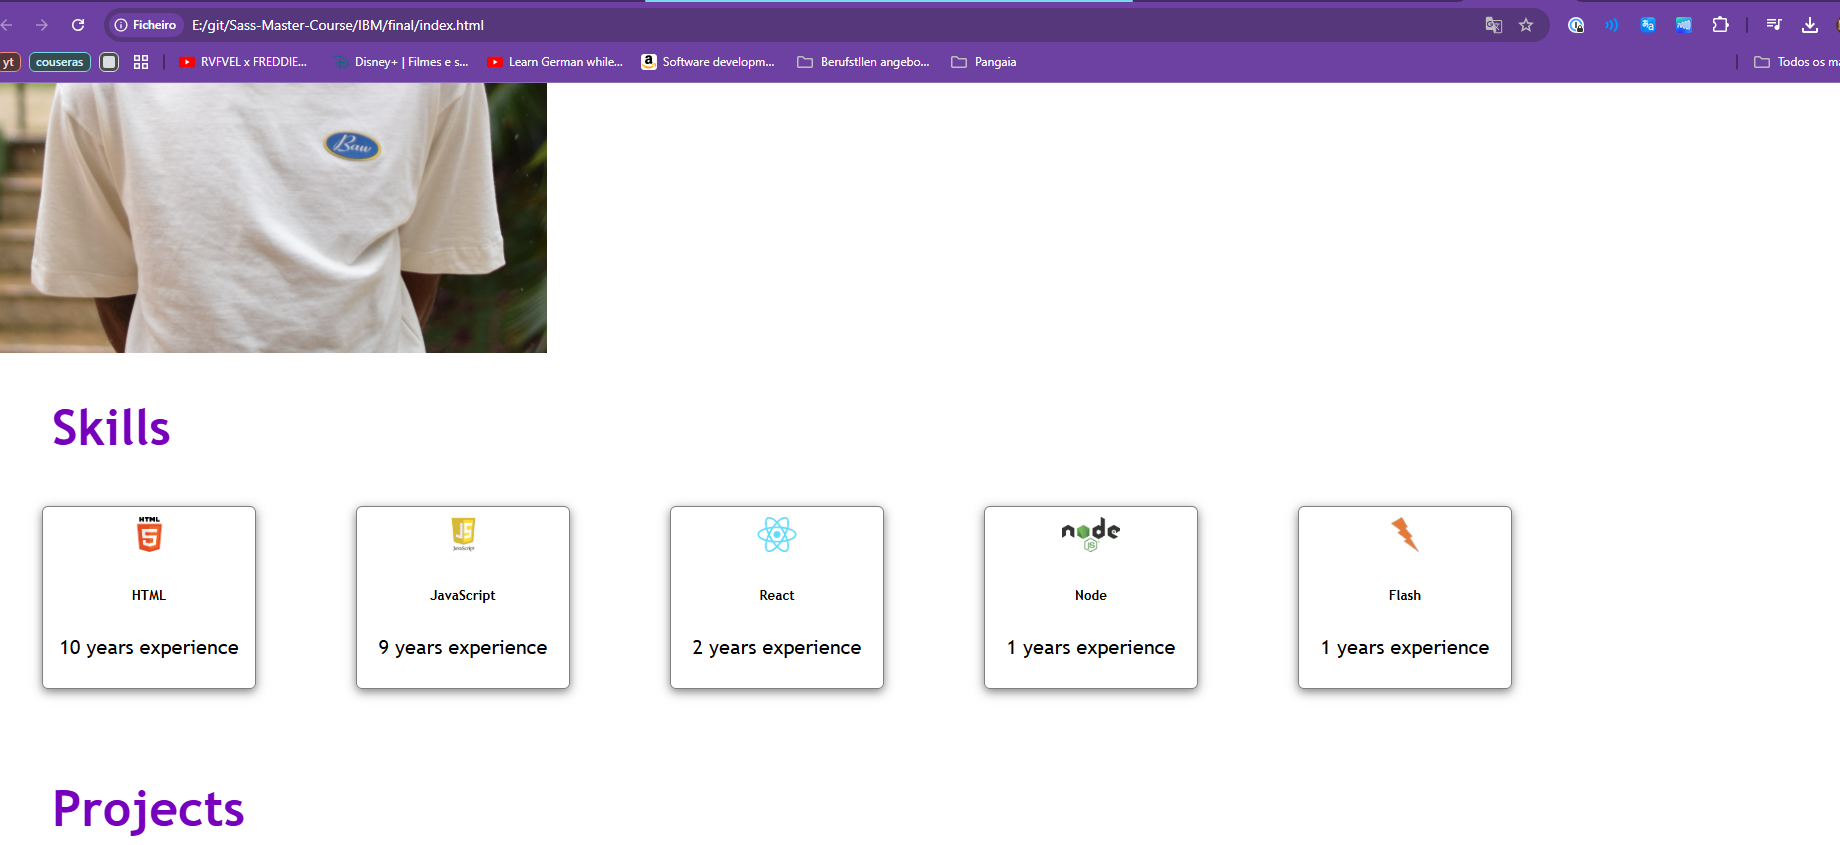 Ficheiro E:/git/Sass-Master-Course/IBM/final/index.html
yt couseras RVFVEL x FREDDIE... Disney+ | Filmes e s... Learn German while... Software developm... Berufstllen angebo... Pangaia Todos os ma
Baw
Skills
HTML 5 JS JavaScript node JS
HTML JavaScript React Node Flash
10 years experience 9 years experience 2 years experience 1 years experience 1 years experience
Projects